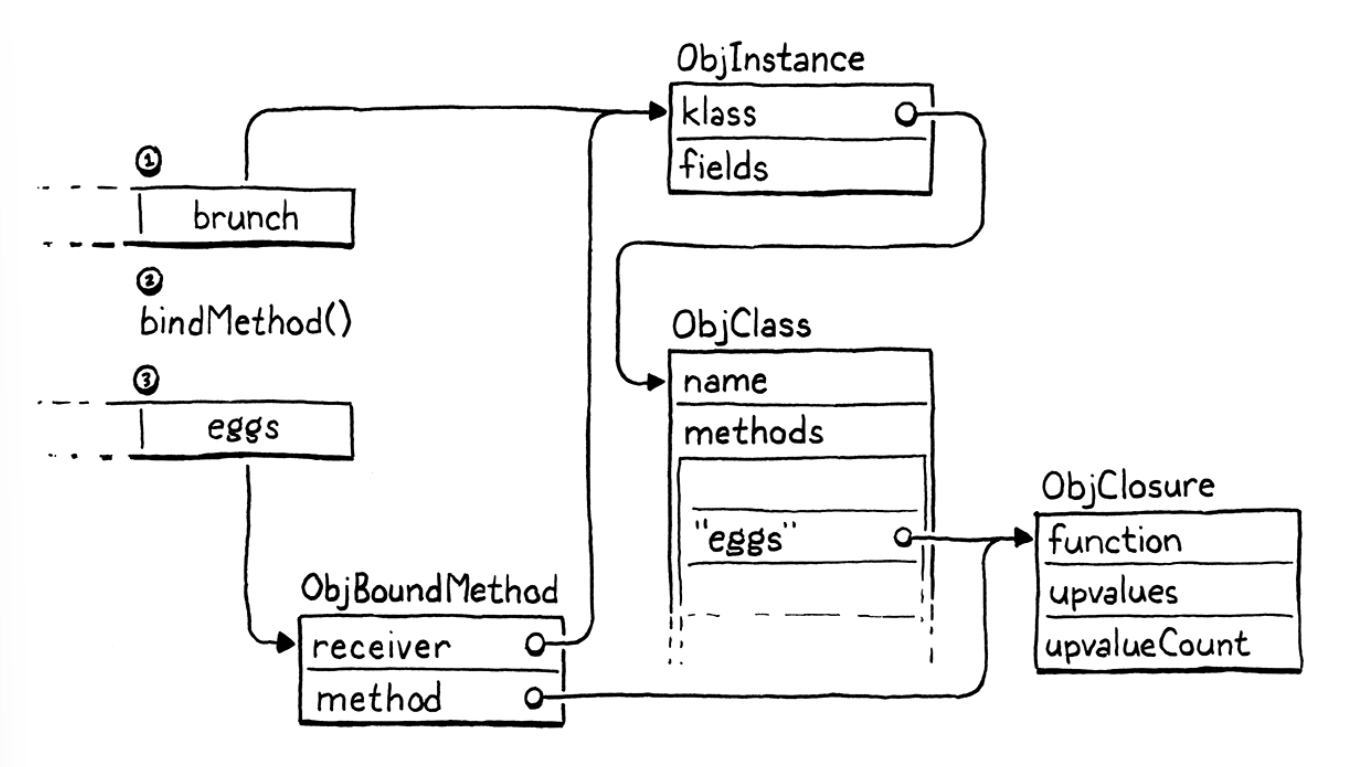 ObjInstance
klass
fields
①
brunch
②
bindMethod()
③
eggs
ObjClass
name
methods
"eggs"
ObjClosure
function
upvalues
upvalueCount
ObjBoundMethod
receiver
method